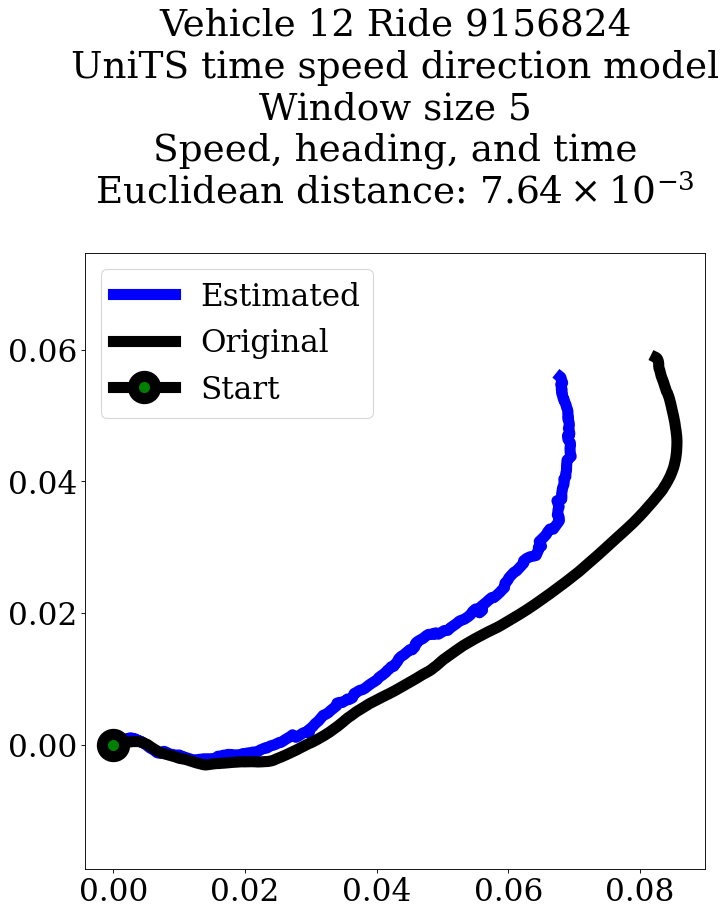 Vehicle 12 Ride 9156824
UniTS time speed direction model
Window size 5
Speed, heading, and time
Euclidean distance: 7.64 × 10⁻³
Estimated
Original
Start
0.06
0.04
0.02
0.00
0.00 0.02 0.04 0.06 0.08